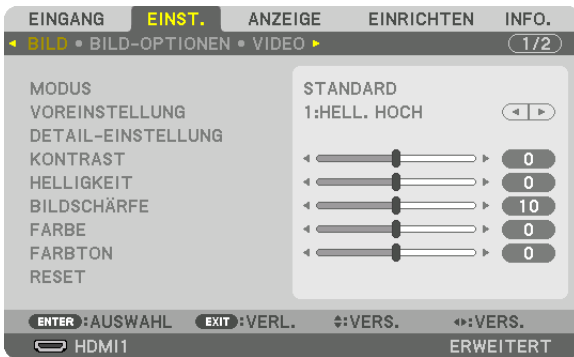 EINGANG EINST. ANZEIGE EINRICHTEN INFO.
BILD • BILD-OPTIONEN • VIDEO 1/2
MODUS STANDARD
VOREINSTELLUNG 1:HELL. HOCH
DETAIL-EINSTELLUNG
KONTRAST 0
HELLIGKEIT 0
BILDSCHÄRFE 10
FARBE 0
FARBTON 0
RESET
ENTER:AUSWAHL EXIT:VERL. :VERS. :VERS.
HDMI1 ERWEITERT